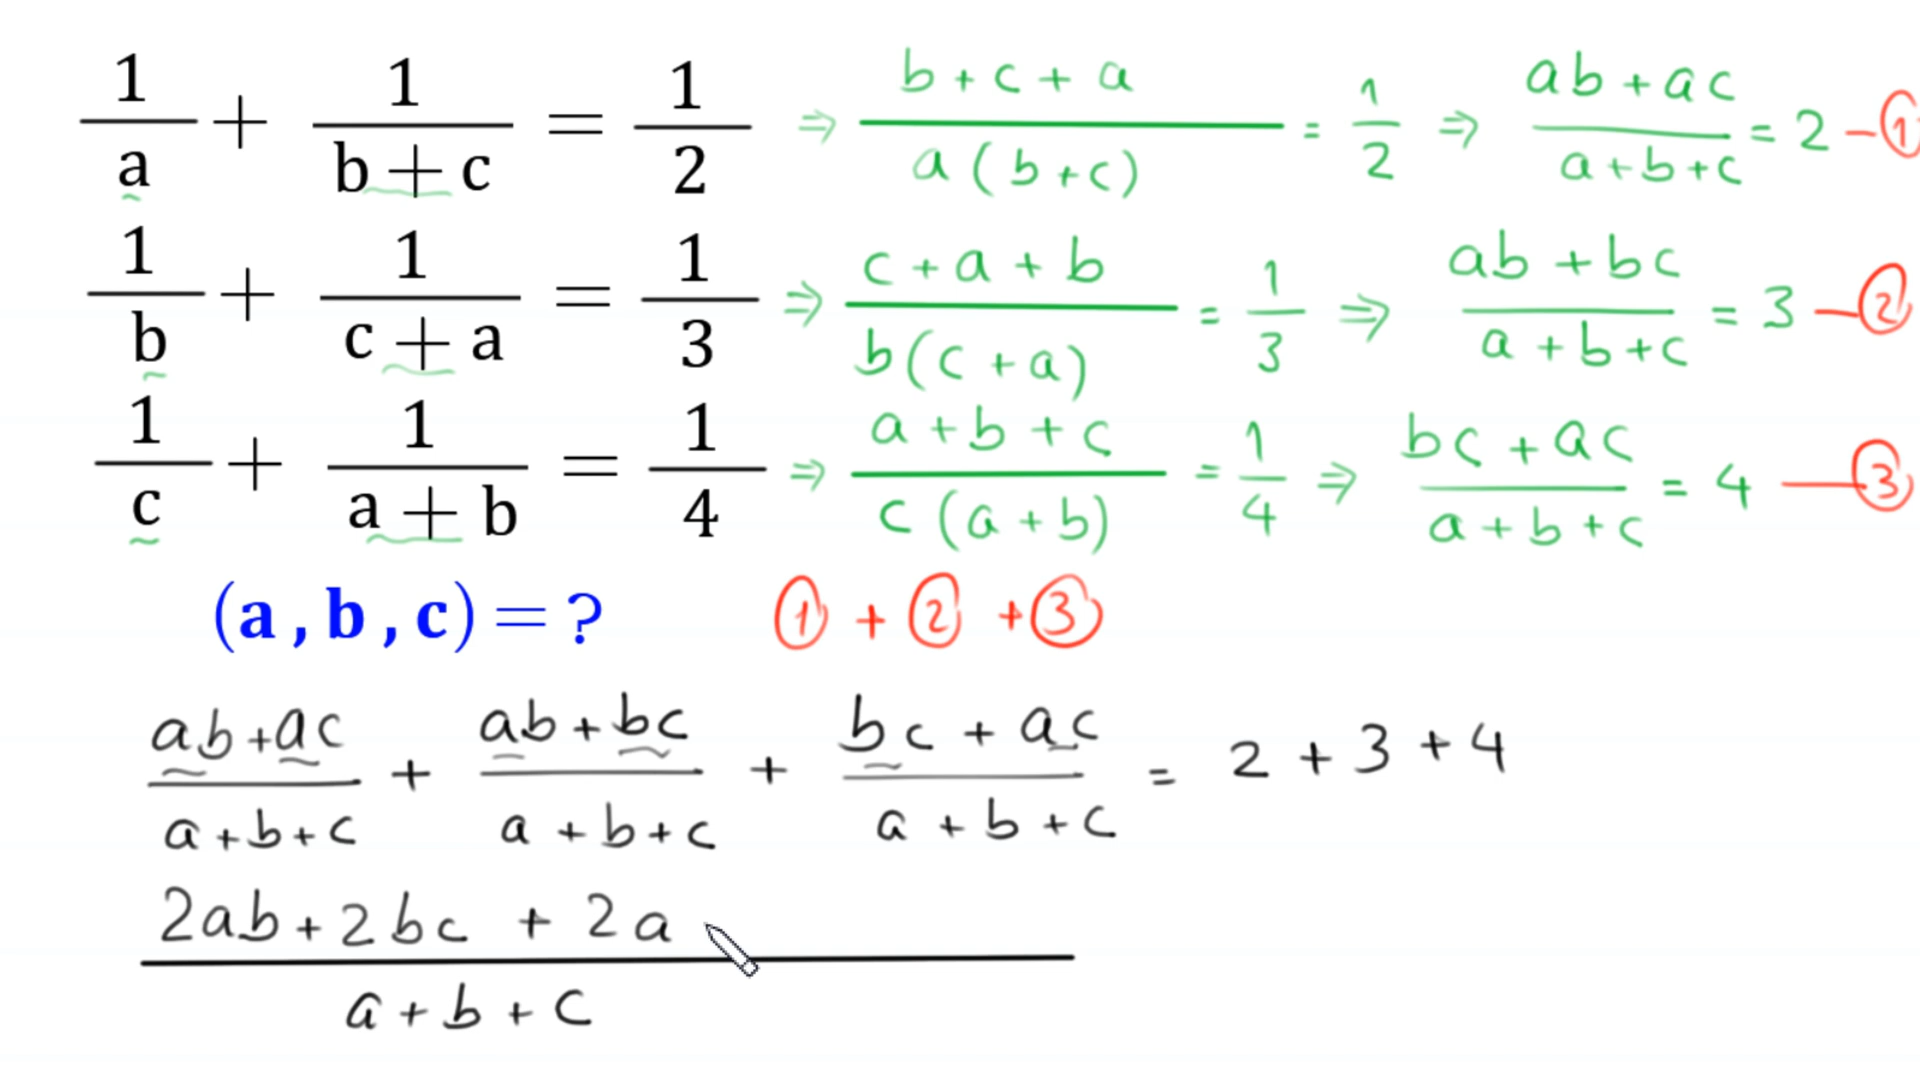 1/a + 1/(b+c) = 1/2 ⇒ (b+c+a)/(a(b+c)) = 1/2 ⇒ (ab+ac)/(a+b+c) = 2 – ①
1/b + 1/(c+a) = 1/3 ⇒ (c+a+b)/(b(c+a)) = 1/3 ⇒ (ab+bc)/(a+b+c) = 3 – ②
1/c + 1/(a+b) = 1/4 ⇒ (a+b+c)/(c(a+b)) = 1/4 ⇒ (bc+ac)/(a+b+c) = 4 – ③
(a , b , c) = ? ① + ② + ③
(ab+ac)/(a+b+c) + (ab+bc)/(a+b+c) + (bc+ac)/(a+b+c) = 2 + 3 + 4
(2ab+2bc+2a)/(a+b+c)